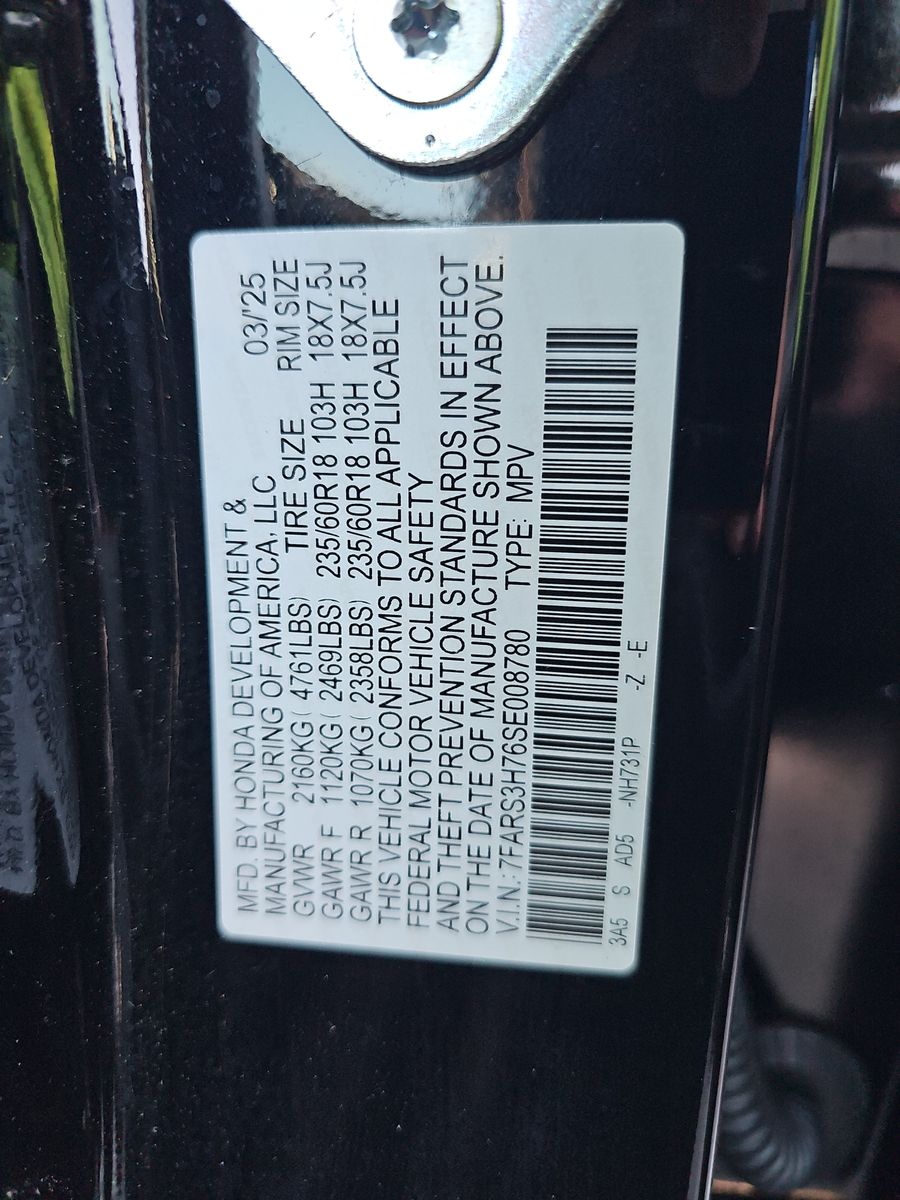 MFD. BY HONDA DEVELOPMENT & 03/'25
MANUFACTURING OF AMERICA, LLC
TIRE SIZE RIM SIZE
GVWR 2160KG ( 4761LBS)
GAWR F 1120KG ( 2469LBS) 235/60R18 103H 18X7.5J
GAWR R 1070KG ( 2358LBS) 235/60R18 103H 18X7.5J
THIS VEHICLE CONFORMS TO ALL APPLICABLE
FEDERAL MOTOR VEHICLE SAFETY
AND THEFT PREVENTION STANDARDS IN EFFECT
ON THE DATE OF MANUFACTURE SHOWN ABOVE.
V.I.N.:7FARS3H76SE008780 TYPE: MPV
3A5 S AD5 -NH731P -Z -E